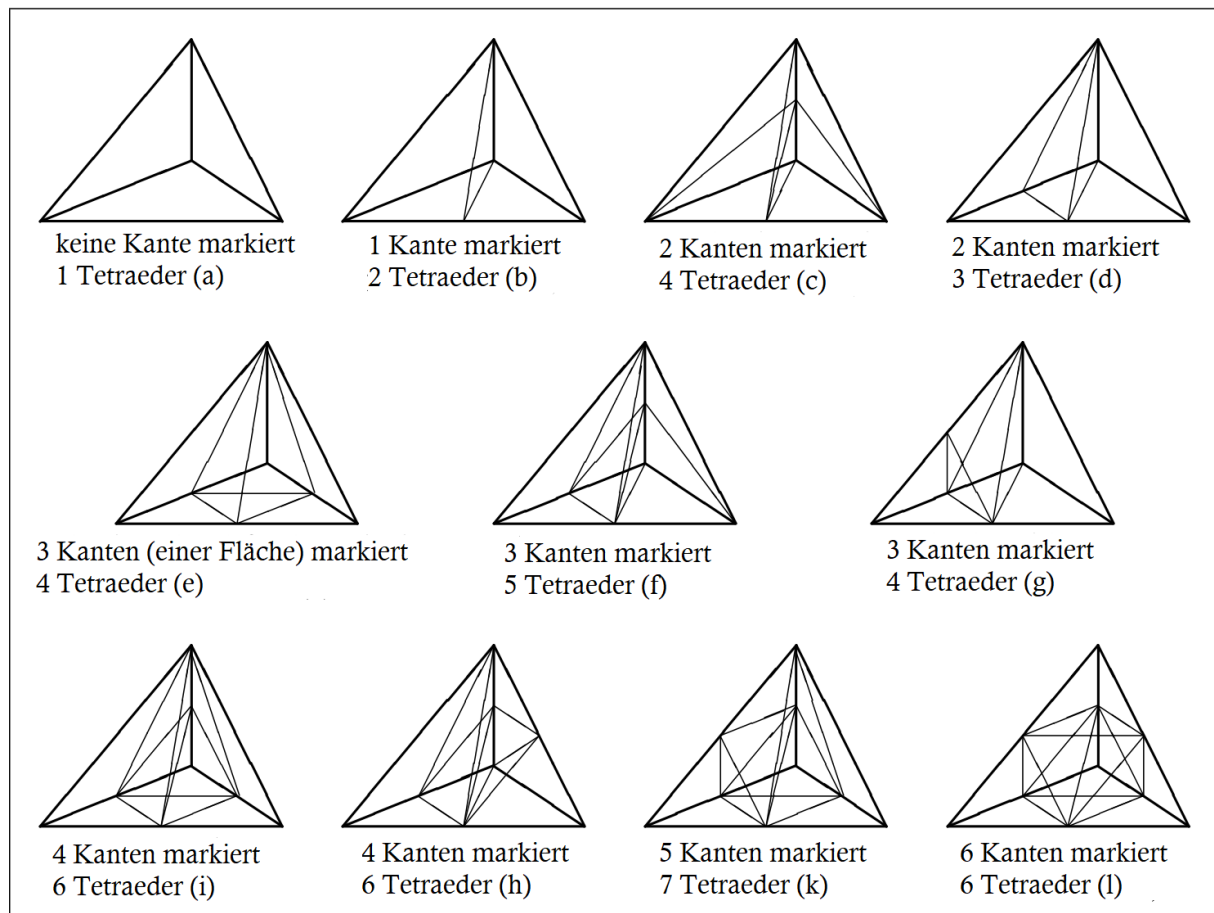 keine Kante markiert
1 Tetraeder (a)
1 Kante markiert
2 Tetraeder (b)
2 Kanten markiert
4 Tetraeder (c)
2 Kanten markiert
3 Tetraeder (d)
3 Kanten (einer Fläche) markiert
4 Tetraeder (e)
3 Kanten markiert
5 Tetraeder (f)
3 Kanten markiert
4 Tetraeder (g)
4 Kanten markiert
6 Tetraeder (i)
4 Kanten markiert
6 Tetraeder (h)
5 Kanten markiert
7 Tetraeder (k)
6 Kanten markiert
6 Tetraeder (l)